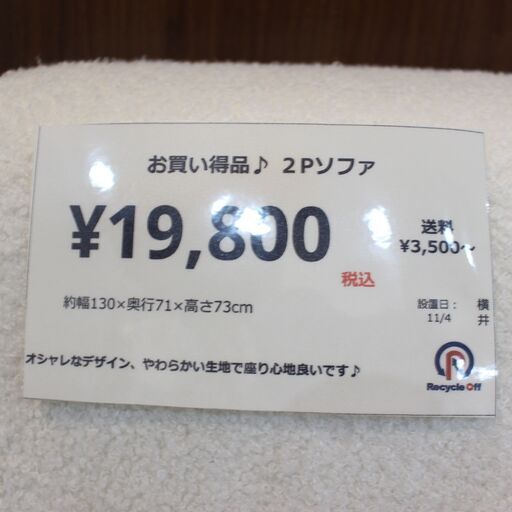 お買い得品♪ 2Pソファ
¥19,800
税込
送料
¥3,500~
約幅130×奥行71×高さ73cm
設置日： 横
11/4 井
オシャレなデザイン、やわらかい生地で座り心地良いです♪
Recycle Off